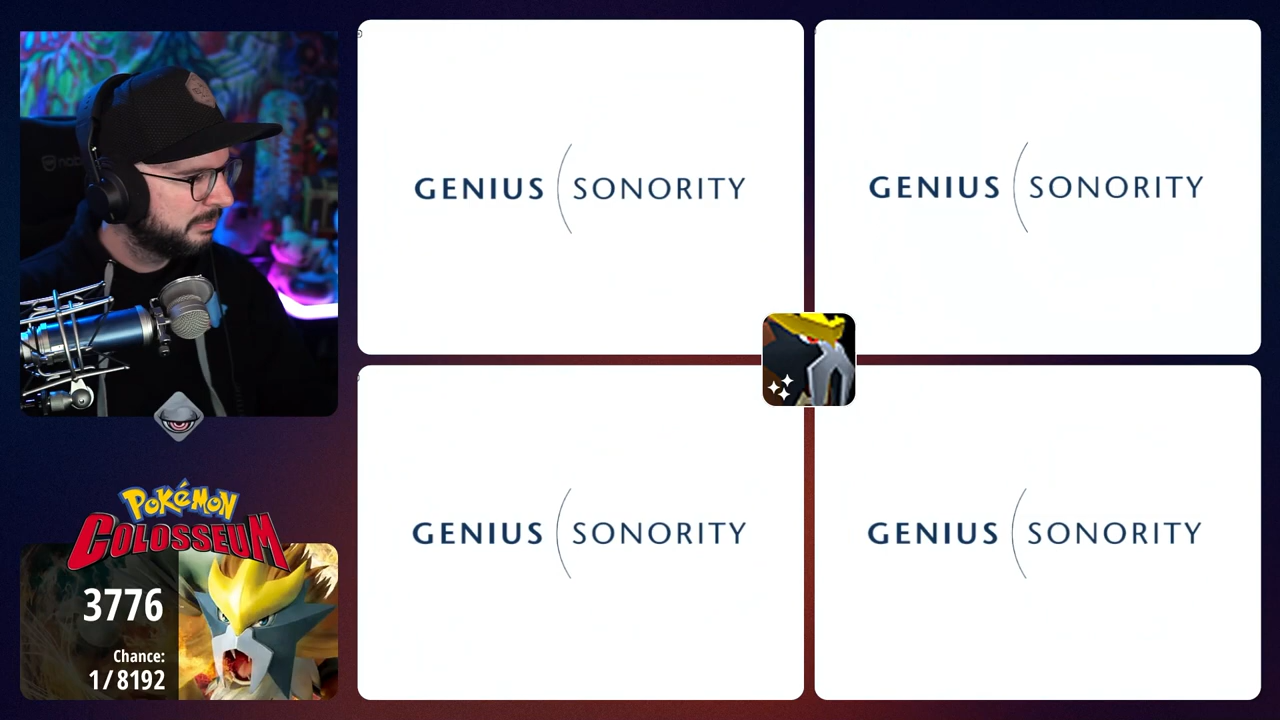 GENIUS SONORITY
GENIUS SONORITY
GENIUS SONORITY
GENIUS SONORITY
POKéMON
COLOSSEUM
3776
Chance:
1/8192